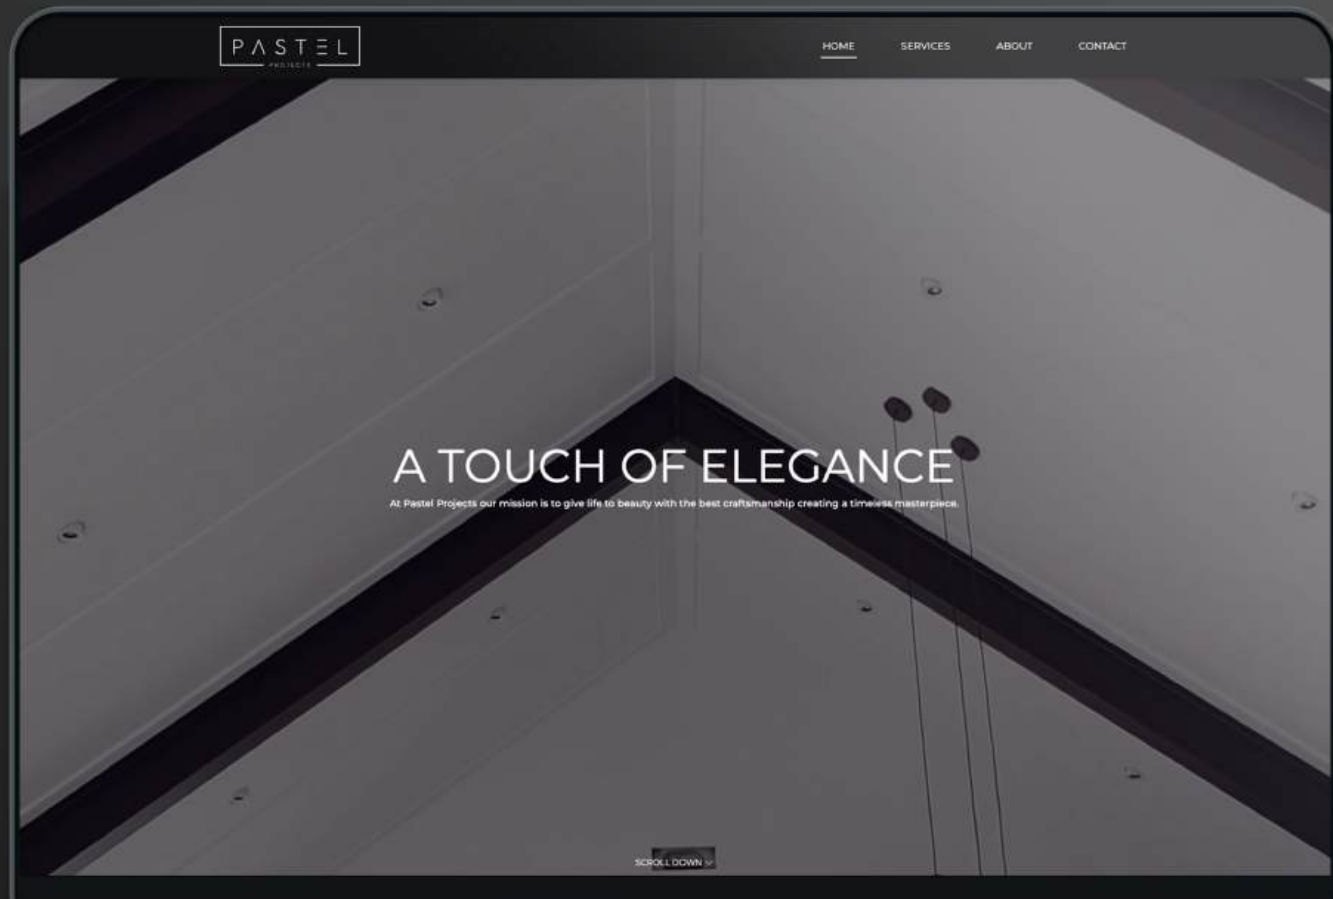 PASTEL
PROJECTS
HOME SERVICES ABOUT CONTACT
A TOUCH OF ELEGANCE
At Pastel Projects our mission is to give life to beauty with the best craftsmanship creating a timeless masterpiece.
SCROLL DOWN